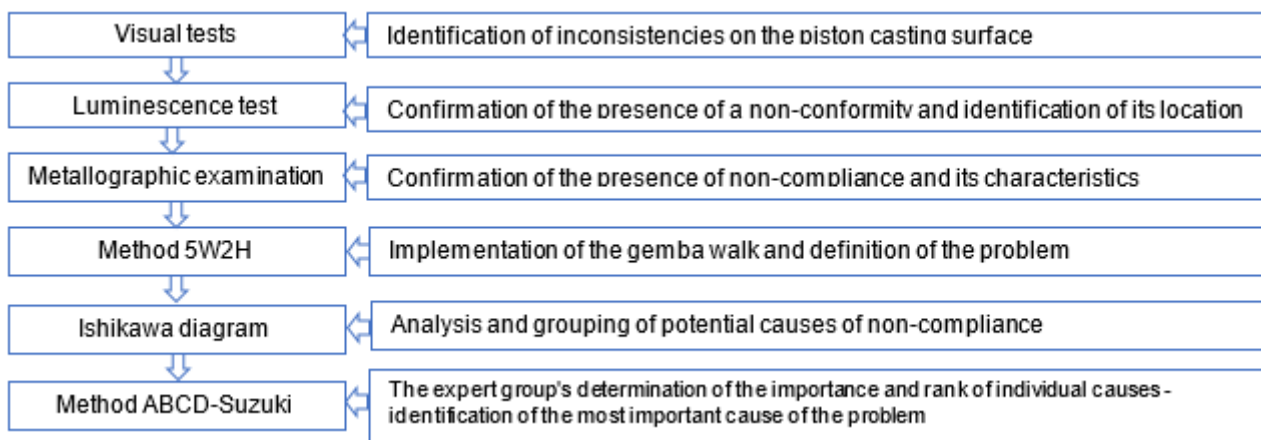 Visual tests
Identification of inconsistencies on the piston casting surface
Luminescence test
Confirmation of the presence of a non-conformity and identification of its location
Metallographic examination
Confirmation of the presence of non-compliance and its characteristics
Method 5W2H
Implementation of the gemba walk and definition of the problem
Ishikawa diagram
Analysis and grouping of potential causes of non-compliance
Method ABCD-Suzuki
The expert group's determination of the importance and rank of individual causes -
identification of the most important cause of the problem